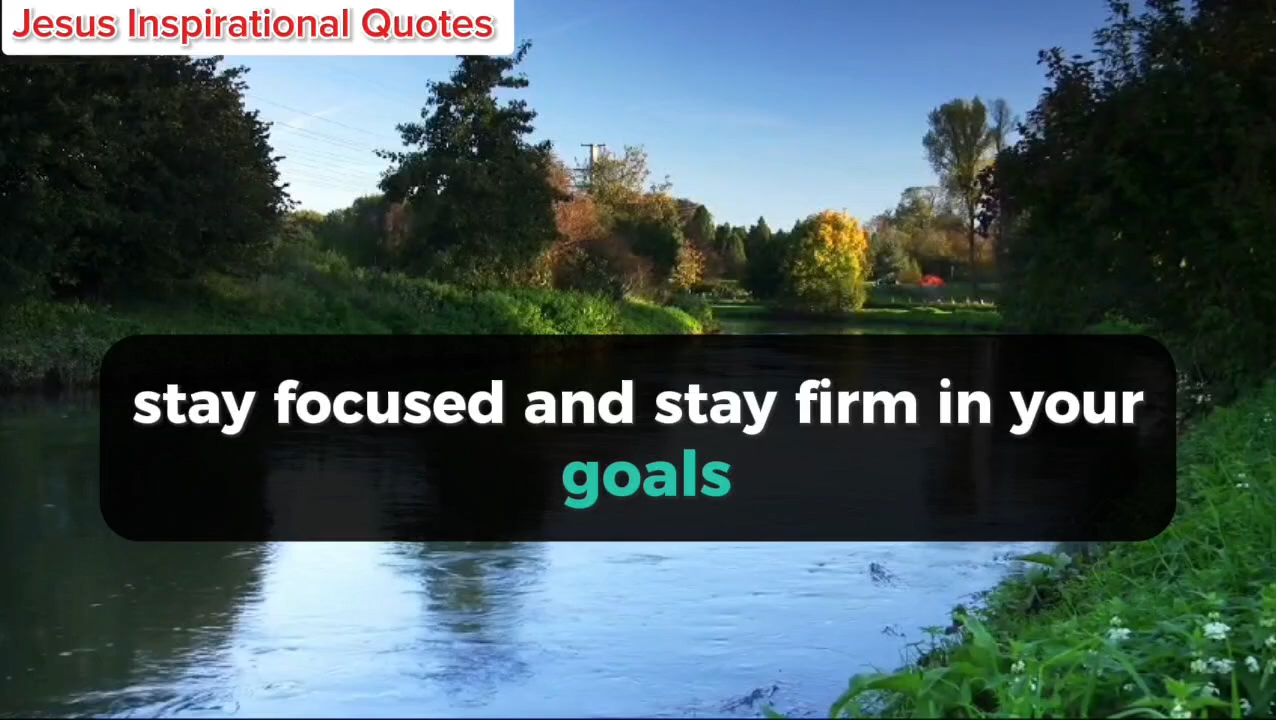 Jesus Inspirational Quotes
stay focused and stay firm in your
goals